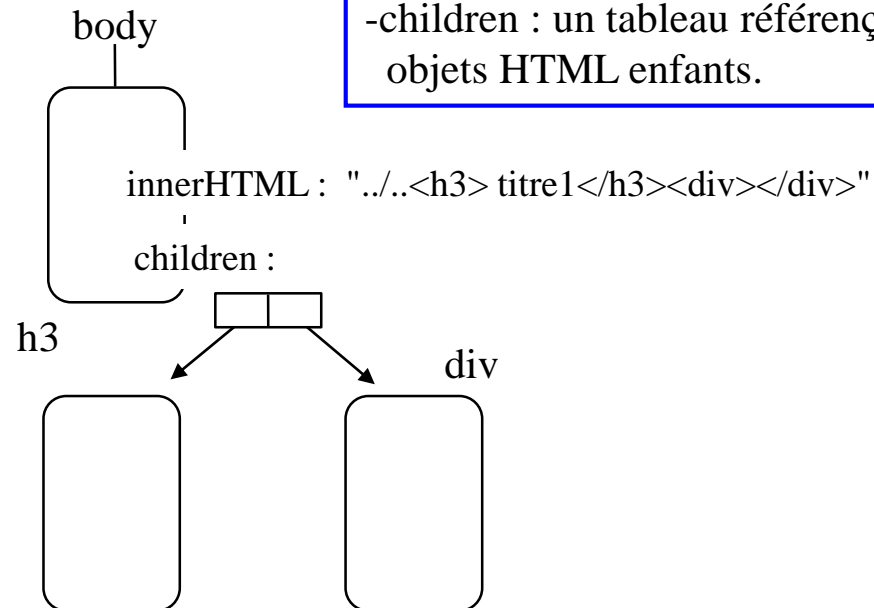 body
-children : un tableau référenç
objets HTML enfants.
innerHTML : "../..<h3> titre1</h3><div></div>"
children :
h3
div